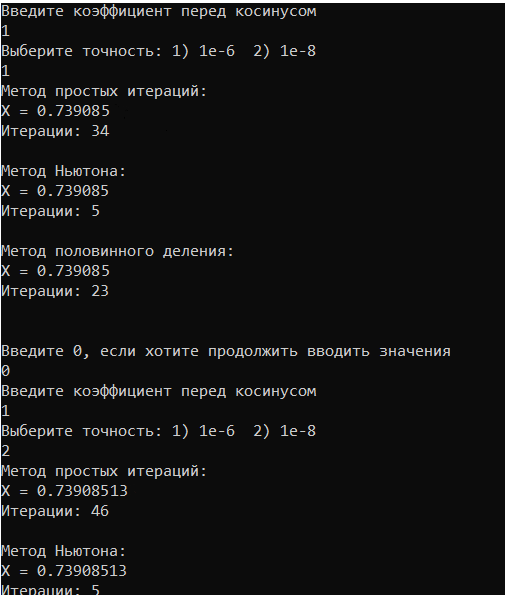 Введите коэффициент перед косинусом
1
Выберите точность: 1) 1e-6  2) 1e-8
1
Метод простых итераций:
X = 0.739085
Итерации: 34
Метод Ньютона:
X = 0.739085
Итерации: 5
Метод половинного деления:
X = 0.739085
Итерации: 23
Введите 0, если хотите продолжить вводить значения
0
Введите коэффициент перед косинусом
1
Выберите точность: 1) 1e-6  2) 1e-8
2
Метод простых итераций:
X = 0.73908513
Итерации: 46
Метод Ньютона:
X = 0.73908513
Итерации: 5